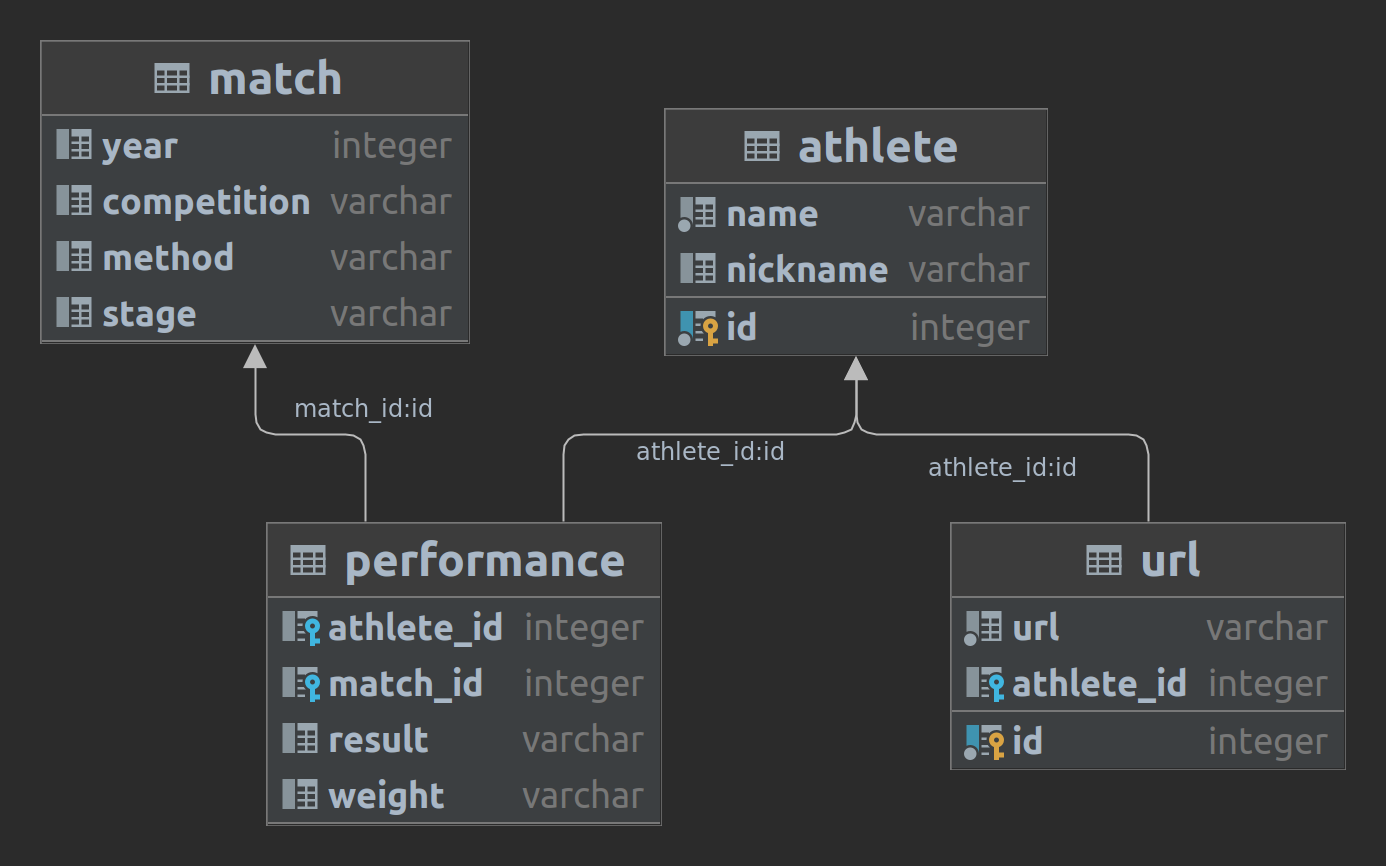 match
year integer
competition varchar
method varchar
stage varchar
athlete
name varchar
nickname varchar
id integer
match_id:id
athlete_id:id
athlete_id:id
performance
athlete_id integer
match_id integer
result varchar
weight varchar
url
url varchar
athlete_id integer
id integer